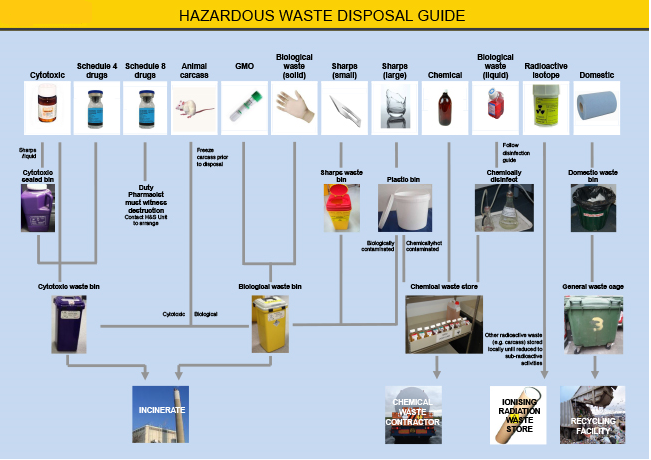 HAZARDOUS WASTE DISPOSAL GUIDE
Cytotoxic
Schedule 4
drugs
Schedule 8
drugs
Animal
carcass
GMO
Biological
waste
(solid)
Sharps
(small)
Sharps
(large)
Chemical
Biological
waste
(liquid)
Radioactive
isotope
Domestic
Sharps
/liquid
Cytotoxic
sealed bin
Duty
Pharmacist
must witness
destruction
Contact H&S Unit
to arrange
Freeze
carcass prior
to disposal
Sharps waste
bin
Plastic bin
Follow
disinfection
guide
Chemically
disinfect
Domestic waste
bin
Biologically
contaminated
Chemically/not
contaminated
Cytotoxic waste bin
Biological waste bin
Chemical waste store
General waste cage
Cytotoxic
Biological
Other radioactive waste
(e.g. carcass) stored
locally until reduced to
sub-radioactive
activities
3
INCINERATE
CHEMICAL
WASTE
CONTRACTOR
IONISING
RADIATION
WASTE
STORE
RECYCLING
FACILITY